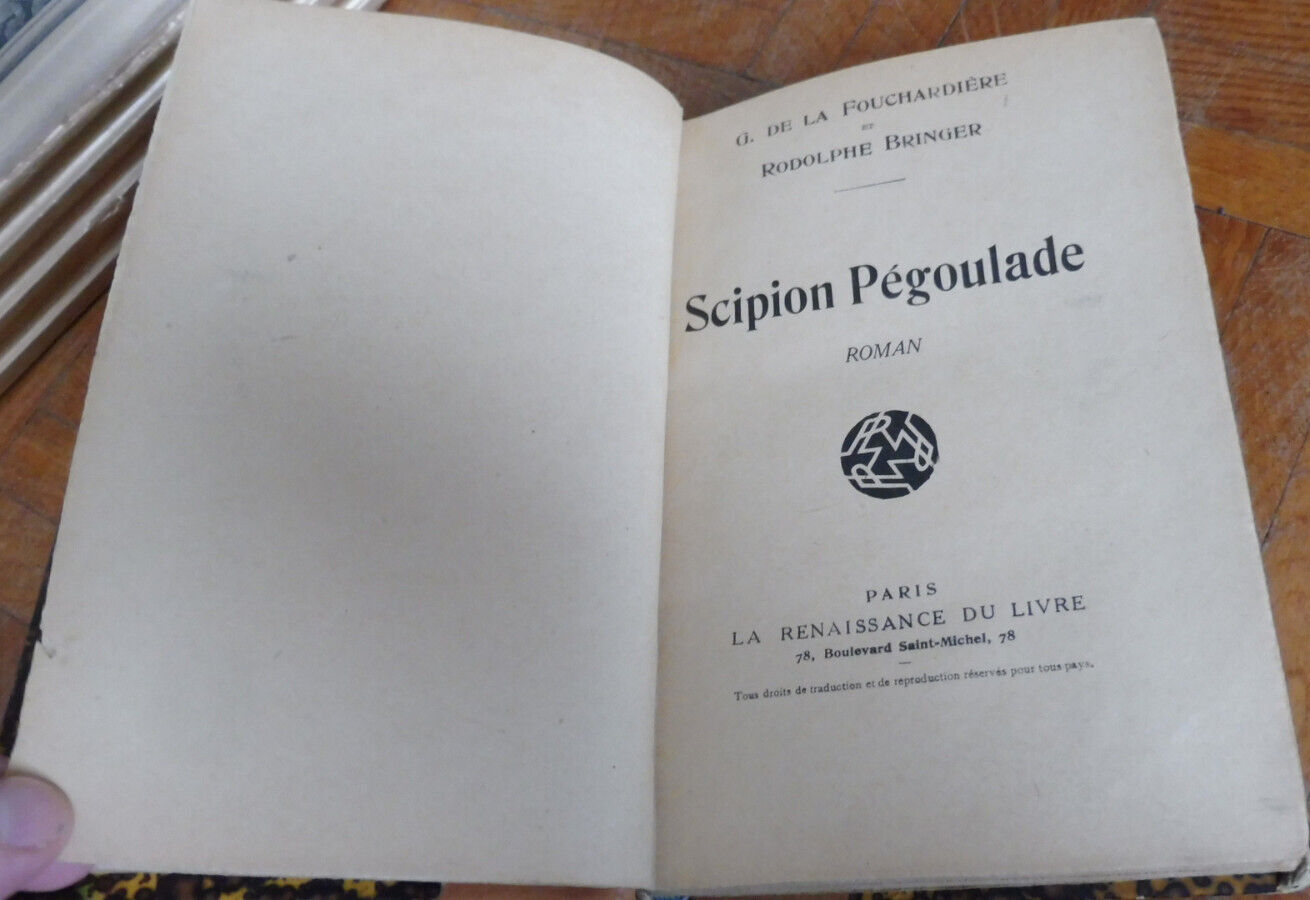 G. DE LA FOUCHARDIÈRE
ET
RODOLPHE BRINGER
Scipion Pégoulade
ROMAN
PARIS
LA RENAISSANCE DU LIVRE
78, Boulevard Saint-Michel, 78
Tous droits de traduction et de reproduction réservés pour tous pays.